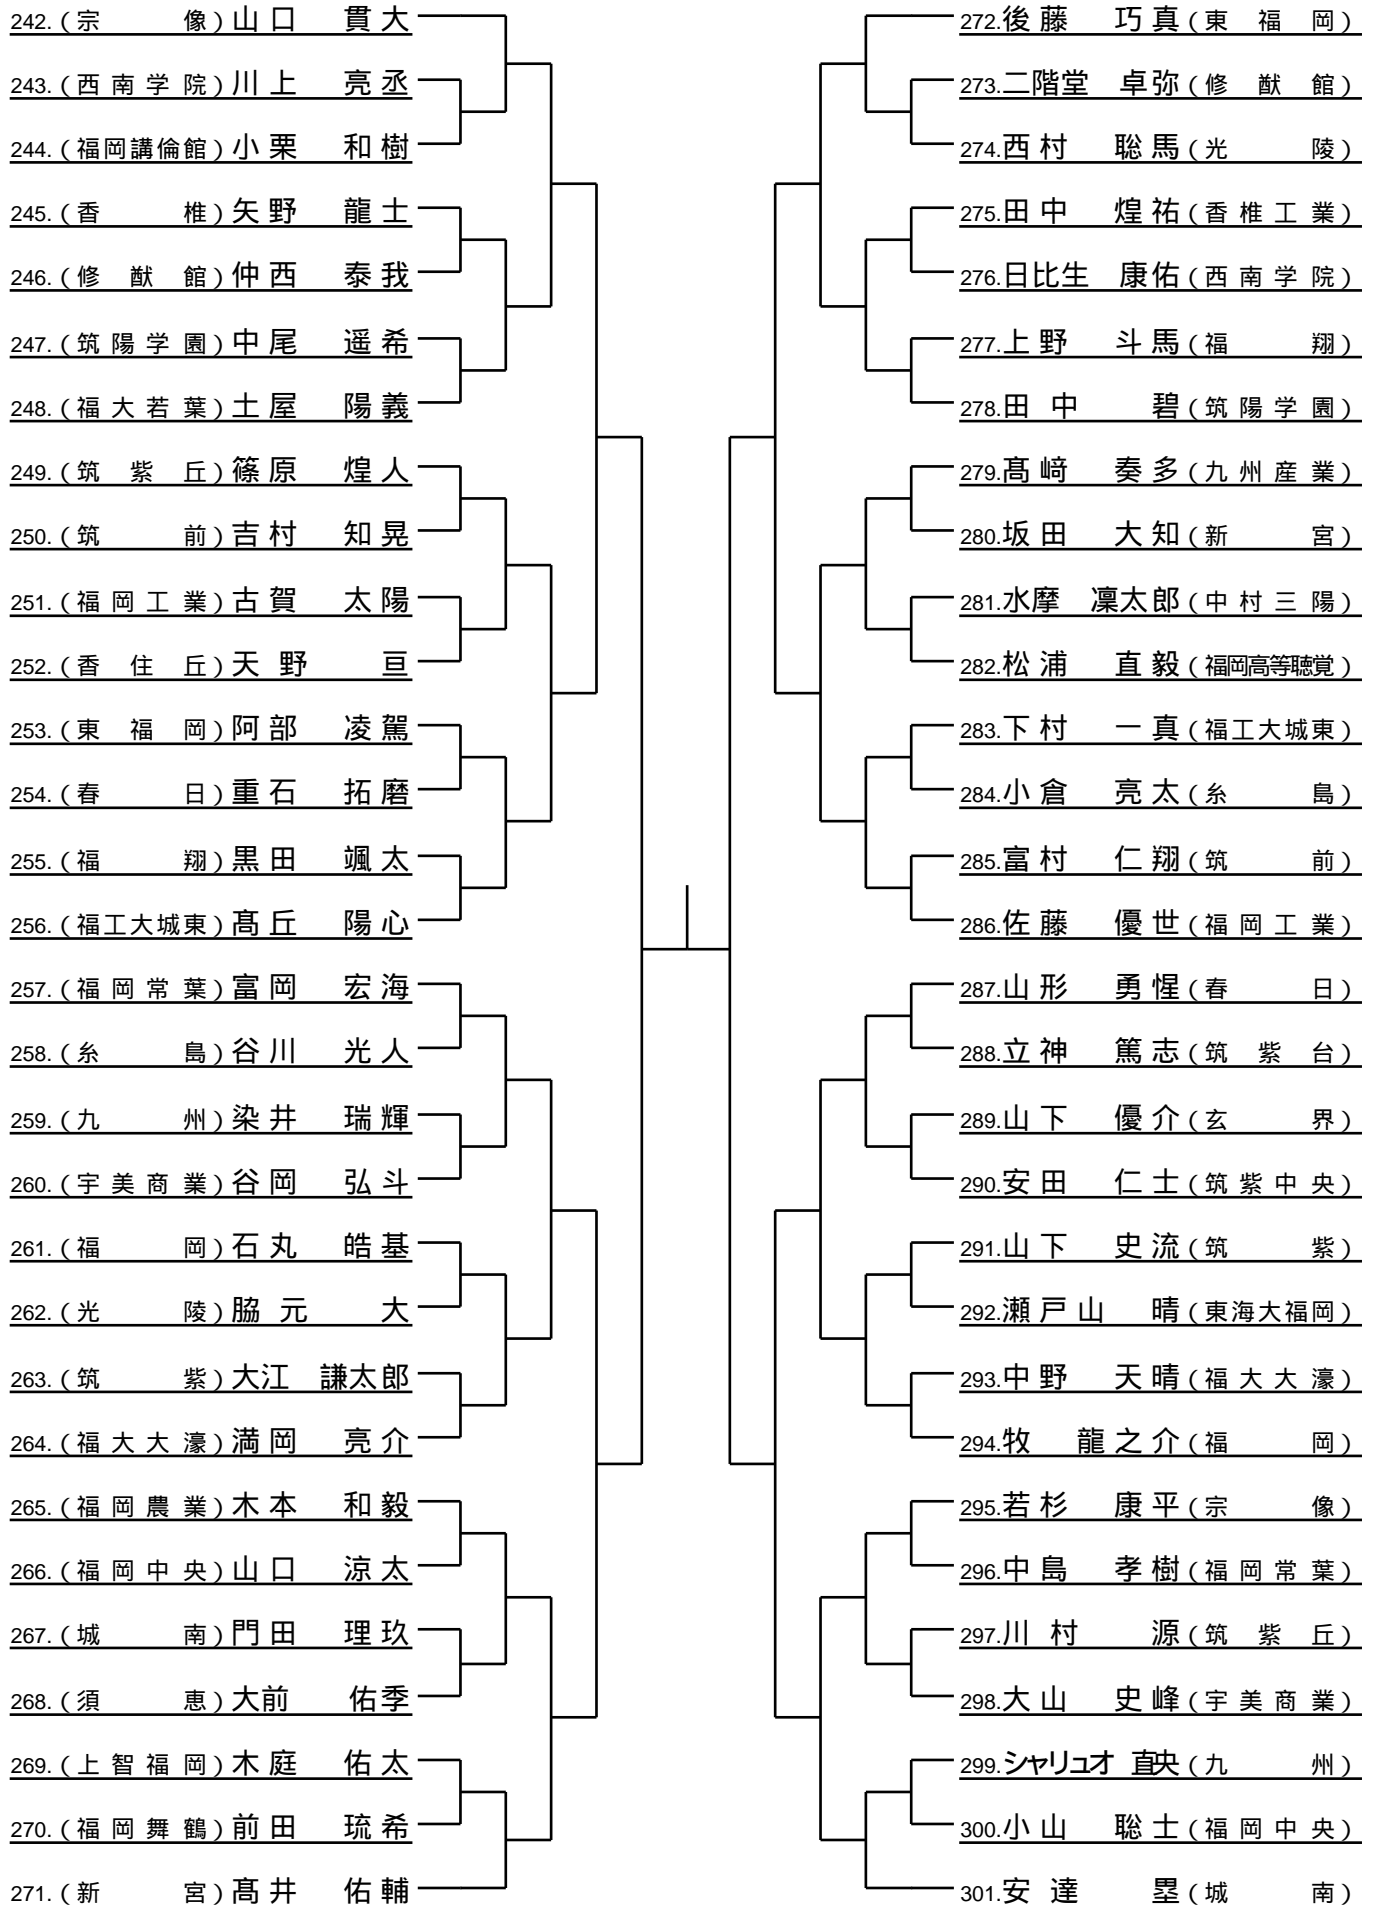 242.(宗像)山口 貫大
243.(西南学院)川上 亮丞
244.(福岡講倫館)小栗 和樹
245.(香椎)矢野 龍士
246.(修猷館)仲西 泰我
247.(筑陽学園)中尾 遥希
248.(福大若葉)土屋 陽義
249.(筑紫丘)篠原 煌人
250.(筑前)吉村 知晃
251.(福岡工業)古賀 太陽
252.(香住丘)天野 亘
253.(東福岡)阿部 凌駕
254.(春日)重石 拓磨
255.(福翔)黒田 颯太
256.(福工大城東)髙丘 陽心
257.(福岡常葉)富岡 宏海
258.(糸島)谷川 光人
259.(九州)染井 瑞輝
260.(宇美商業)谷岡 弘斗
261.(福岡)石丸 皓基
262.(光陵)脇元 大
263.(筑紫)大江 謙太郎
264.(福大大濠)満岡 亮介
265.(福岡農業)木本 和毅
266.(福岡中央)山口 涼太
267.(城南)門田 理玖
268.(須恵)大前 佑季
269.(上智福岡)木庭 佑太
270.(福岡舞鶴)前田 琉希
271.(新宮)髙井 佑輔
272.後藤 巧真(東福岡)
273.二階堂 卓弥(修猷館)
274.西村 聡馬(光陵)
275.田中 煌祐(香椎工業)
276.日比生 康佑(西南学院)
277.上野 斗馬(福翔)
278.田中 碧(筑陽学園)
279.髙﨑 奏多(九州産業)
280.坂田 大知(新宮)
281.水摩 凜太郎(中村三陽)
282.松浦 直毅(福岡高等聴覚)
283.下村 一真(福工大城東)
284.小倉 亮太(糸島)
285.富村 仁翔(筑前)
286.佐藤 優世(福岡工業)
287.山形 勇惺(春日)
288.立神 篤志(筑紫台)
289.山下 優介(玄界)
290.安田 仁士(筑紫中央)
291.山下 史流(筑紫)
292.瀬戸山 晴(東海大福岡)
293.中野 天晴(福大大濠)
294.牧 龍之介(福岡)
295.若杉 康平(宗像)
296.中島 孝樹(福岡常葉)
297.川村 源(筑紫丘)
298.大山 史峰(宇美商業)
299.シャリュオ 直央(九州)
300.小山 聡士(福岡中央)
301.安達 塁(城南)